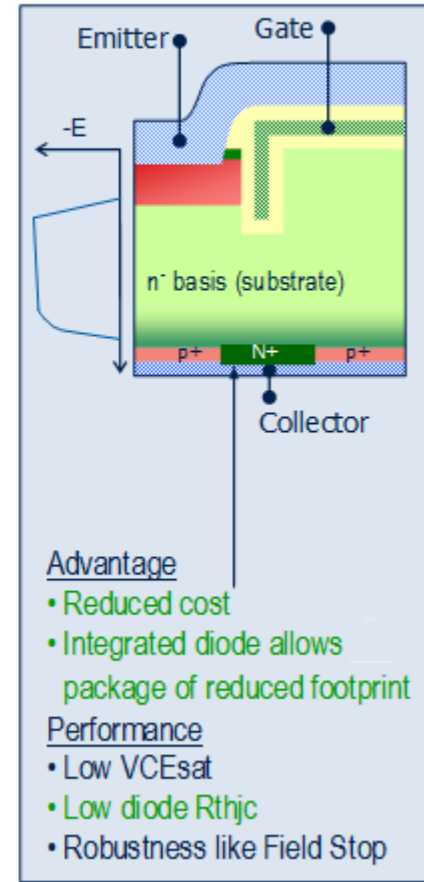 Emitter
Gate
-E
n⁻ basis (substrate)
p+ N+ p+
Collector
Advantage
• Reduced cost
• Integrated diode allows
package of reduced footprint
Performance
• Low VCEsat
• Low diode Rthjc
• Robustness like Field Stop